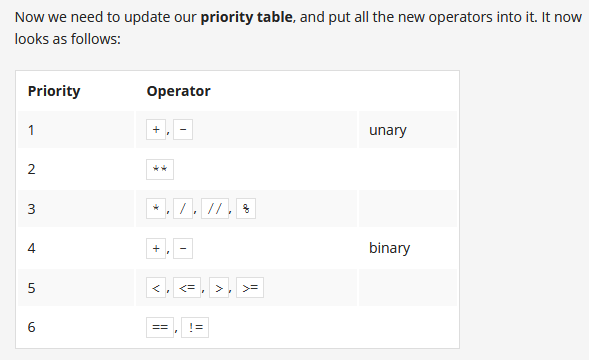 Now we need to update our priority table, and put all the new operators into it. It now
looks as follows:
Priority Operator
1 +, - unary
2 **
3 *, /, //, %
4 +, - binary
5 <, <=, >, >=
6 ==, !=